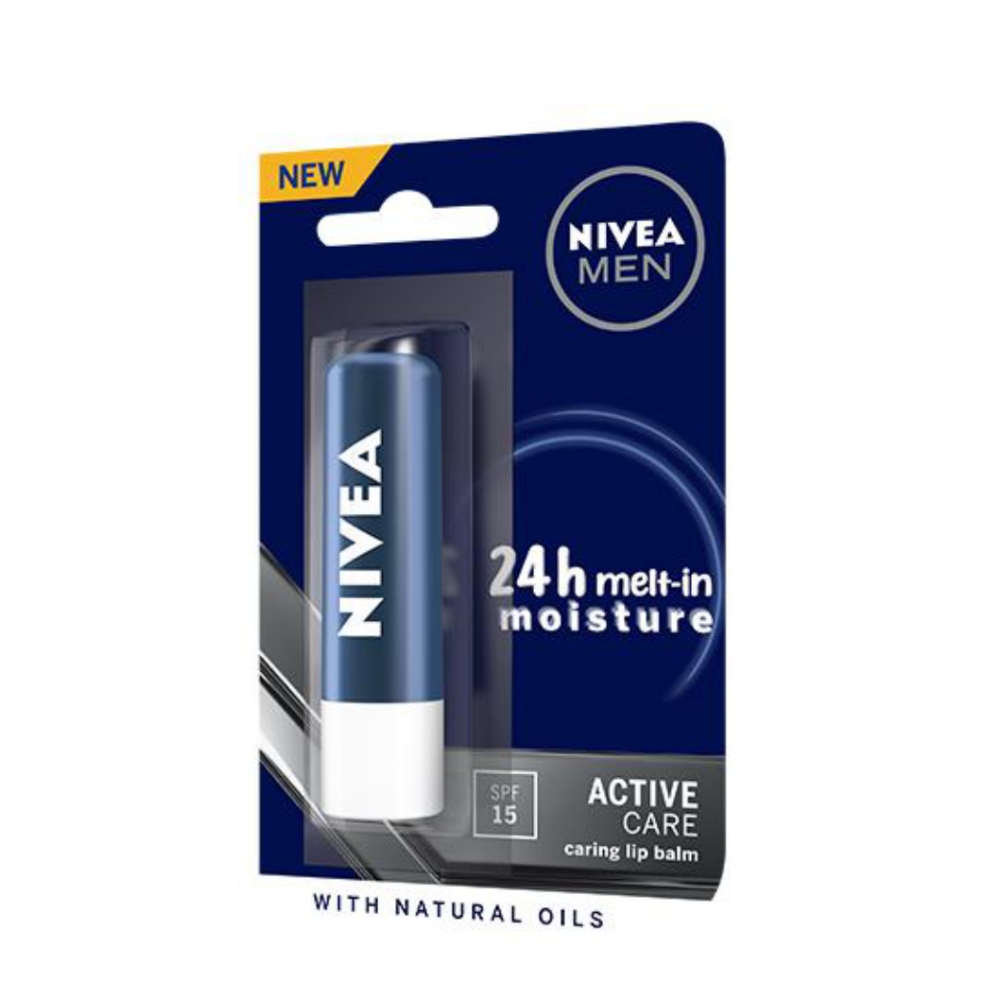 NEW
NIVEA
MEN
NIVEA
24h melt-in
moisture
SPF
15
ACTIVE
CARE
caring lip balm
WITH NATURAL OILS